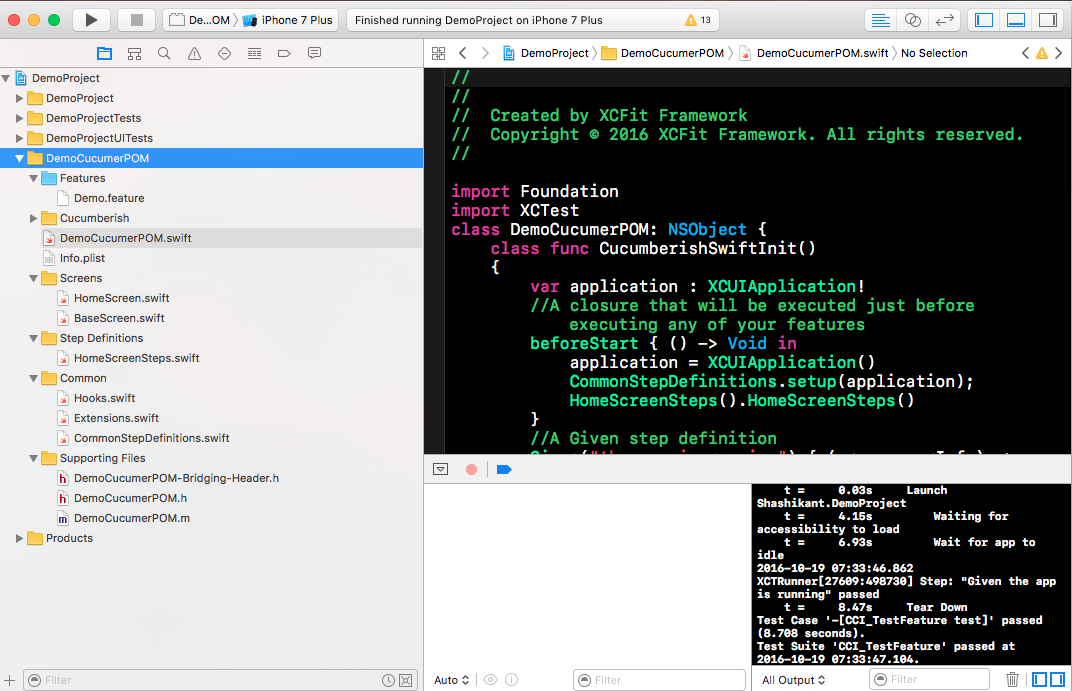 De...OM
iPhone 7 Plus
Finished running DemoProject on iPhone 7 Plus
13
DemoProject
DemoCucumerPOM
DemoCucumerPOM.swift
No Selection
DemoProject
DemoProject
DemoProjectTests
DemoProjectUITests
DemoCucumerPOM
Features
Demo.feature
Cucumberish
DemoCucumerPOM.swift
Info.plist
Screens
HomeScreen.swift
BaseScreen.swift
Step Definitions
HomeScreenSteps.swift
Common
Hooks.swift
Extensions.swift
CommonStepDefinitions.swift
Supporting Files
DemoCucumerPOM-Bridging-Header.h
DemoCucumerPOM.h
DemoCucumerPOM.m
Products
Filter
//
//
// Created by XCFit Framework
// Copyright © 2016 XCFit Framework. All rights reserved.
//
import Foundation
import XCTest
class DemoCucumerPOM: NSObject {
class func CucumberishSwiftInit()
{
var application : XCUIApplication!
//A closure that will be executed just before
executing any of your features
beforeStart { () -> Void in
application = XCUIApplication()
CommonStepDefinitions.setup(application);
HomeScreenSteps().HomeScreenSteps()
}
//A Given step definition
Auto
Filter
t = 0.03s Launch
Shashikant.DemoProject
t = 4.15s Waiting for
accessibility to load
t = 6.93s Wait for app to
idle
2016-10-19 07:33:46.862
XCTRunner[27609:498730] Step: "Given the app
is running" passed
t = 8.47s Tear Down
Test Case '-[CCI_TestFeature test]' passed
(8.708 seconds).
Test Suite 'CCI_TestFeature' passed at
2016-10-19 07:33:47.104.
All Output
Filter